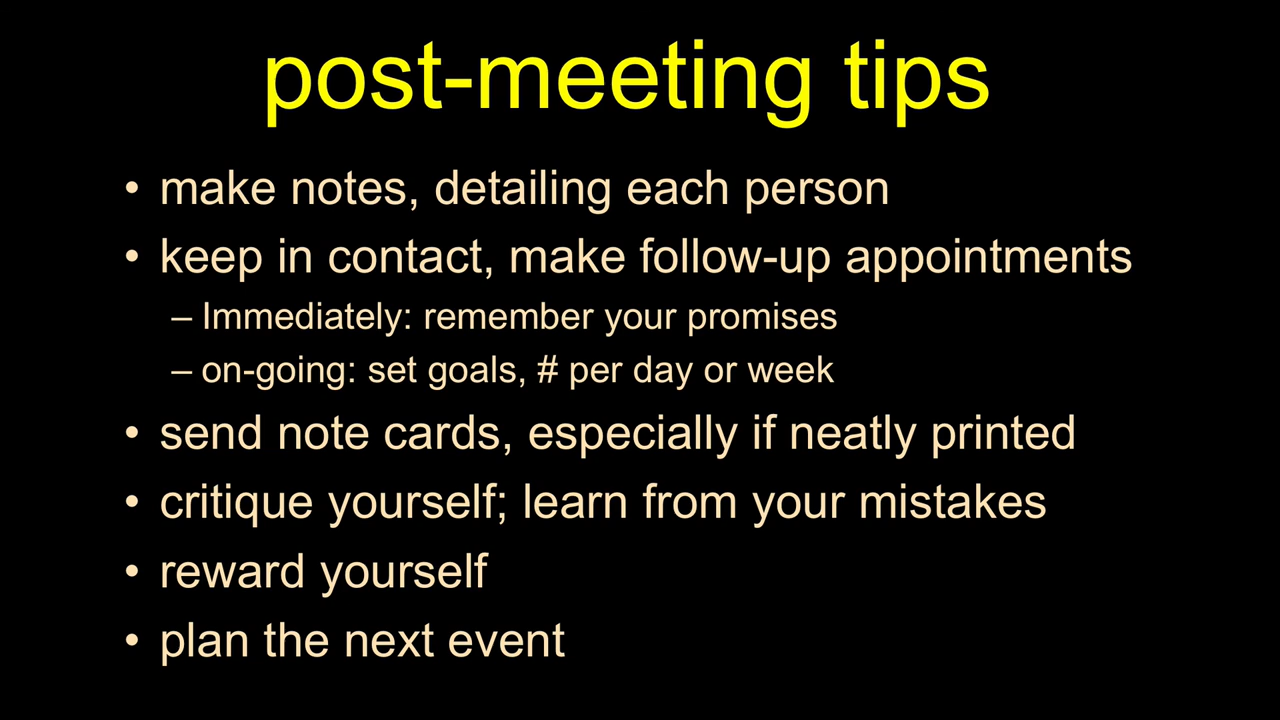 post-meeting tips
• make notes, detailing each person
• keep in contact, make follow-up appointments
– Immediately: remember your promises
– on-going: set goals, # per day or week
• send note cards, especially if neatly printed
• critique yourself; learn from your mistakes
• reward yourself
• plan the next event